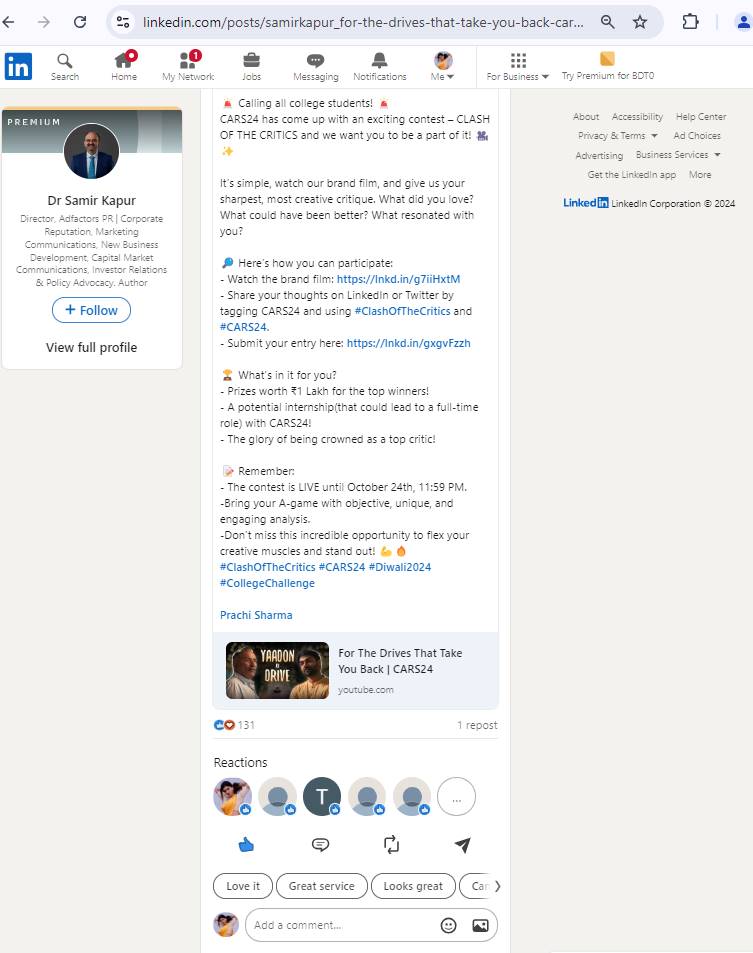 linkedin.com/posts/samirkapur_for-the-drives-that-take-you-back-car...
in
Search
Home
1
My Network
Jobs
Messaging
Notifications
Me
For Business
Try Premium for BDT0
PREMIUM
Dr Samir Kapur
Director, Adfactors PR | Corporate
Reputation, Marketing
Communications, New Business
Development, Capital Market
Communications, Investor Relations
& Policy Advocacy. Author
+ Follow
View full profile
🚨 Calling all college students! 🚨
CARS24 has come up with an exciting contest – CLASH
OF THE CRITICS and we want you to be a part of it! 🎥
✨
It's simple, watch our brand film, and give us your
sharpest, most creative critique. What did you love?
What could have been better? What resonated with
you?
🔎 Here's how you can participate:
- Watch the brand film: https://lnkd.in/g7iiHxtM
- Share your thoughts on LinkedIn or Twitter by
tagging CARS24 and using #ClashOfTheCritics and
#CARS24.
- Submit your entry here: https://lnkd.in/gxgvFzzh
🏆 What's in it for you?
- Prizes worth ₹1 Lakh for the top winners!
- A potential internship(that could lead to a full-time
role) with CARS24!
- The glory of being crowned as a top critic!
📝 Remember:
- The contest is LIVE until October 24th, 11:59 PM.
-Bring your A-game with objective, unique, and
engaging analysis.
-Don't miss this incredible opportunity to flex your
creative muscles and stand out! 💪 🔥
#ClashOfTheCritics #CARS24 #Diwali2024
#CollegeChallenge
Prachi Sharma
YAADON
DRIVE
For The Drives That Take
You Back | CARS24
youtube.com
131
1 repost
Reactions
T
...
Love it
Great service
Looks great
Car
Add a comment...
About Accessibility Help Center
Privacy & Terms Ad Choices
Advertising Business Services
Get the LinkedIn app More
LinkedIn LinkedIn Corporation © 2024